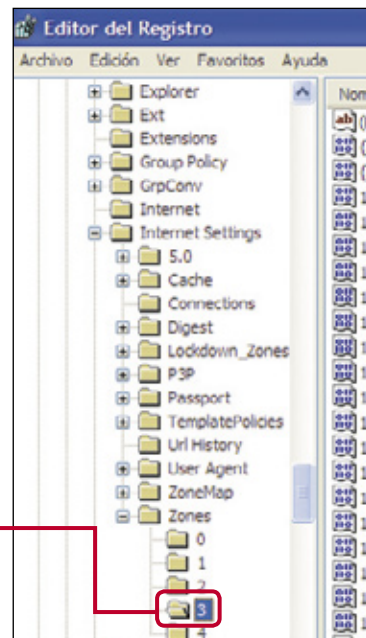 Editor del Registro
Archivo Edición Ver Favoritos Ayuda
Explorer
Ext
Extensions
Group Policy
GrpConv
Internet
Internet Settings
5.0
Cache
Connections
Digest
Lockdown_Zones
P3P
Passport
TemplatePolicies
Url History
User Agent
ZoneMap
Zones
0
1
2
3
4